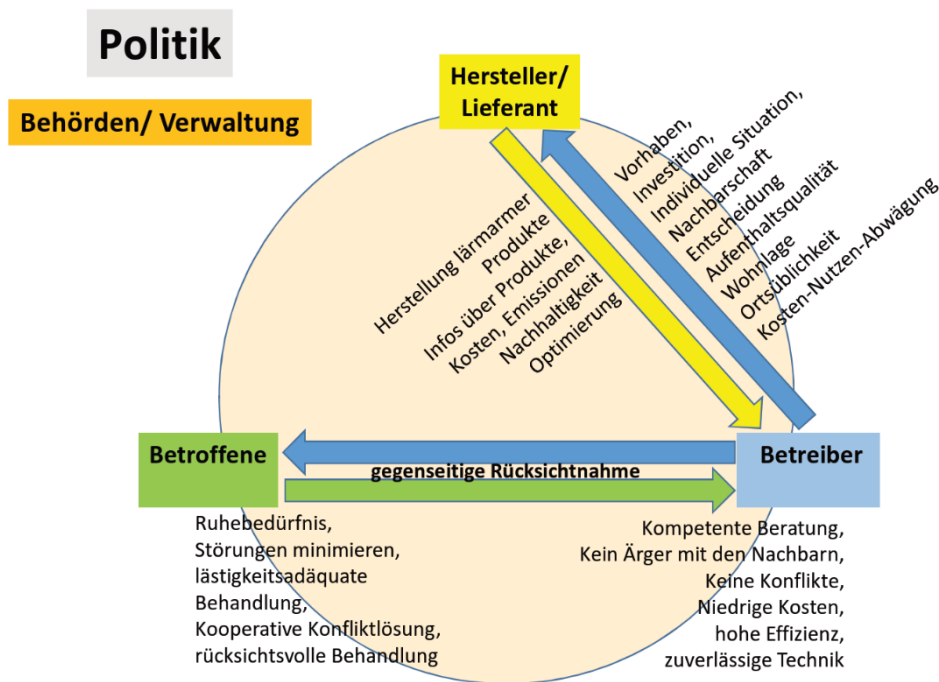 Politik
Behörden/ Verwaltung
Hersteller/
Lieferant
Vorhaben,
Investition,
Individuelle Situation,
Nachbarschaft
Entscheidung
Aufenthaltsqualität
Wohnlage
Ortsüblichkeit
Kosten-Nutzen-Abwägung
Herstellung lärmarmer
Produkte
Infos über Produkte,
Kosten, Emissionen
Nachhaltigkeit
Optimierung
Betroffene
gegenseitige Rücksichtnahme
Betreiber
Ruhebedürfnis,
Störungen minimieren,
lästigkeitsadäquate
Behandlung,
Kooperative Konfliktlösung,
rücksichtsvolle Behandlung
Kompetente Beratung,
Kein Ärger mit den Nachbarn,
Keine Konflikte,
Niedrige Kosten,
hohe Effizienz,
zuverlässige Technik